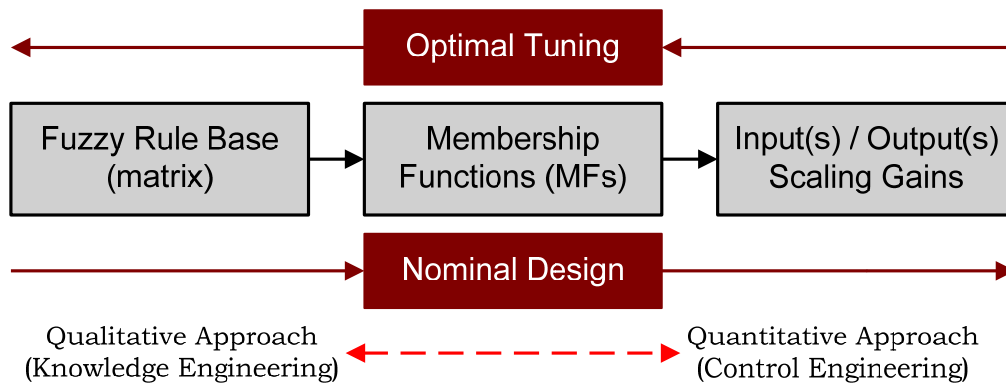 Optimal Tuning
Fuzzy Rule Base
(matrix)
Membership
Functions (MFs)
Input(s) / Output(s)
Scaling Gains
Nominal Design
Qualitative Approach
(Knowledge Engineering)
Quantitative Approach
(Control Engineering)